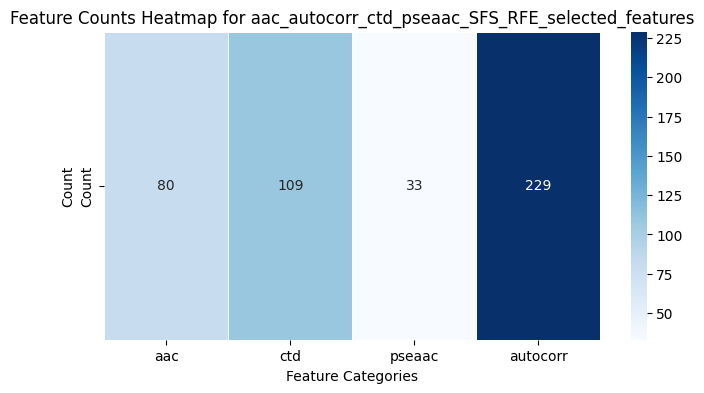 Feature Counts Heatmap for aac_autocorr_ctd_pseaac_SFS_RFE_selected_features
Count
Count
80
109
33
229
aac
ctd
pseaac
autocorr
Feature Categories
225
200
175
150
125
100
75
50